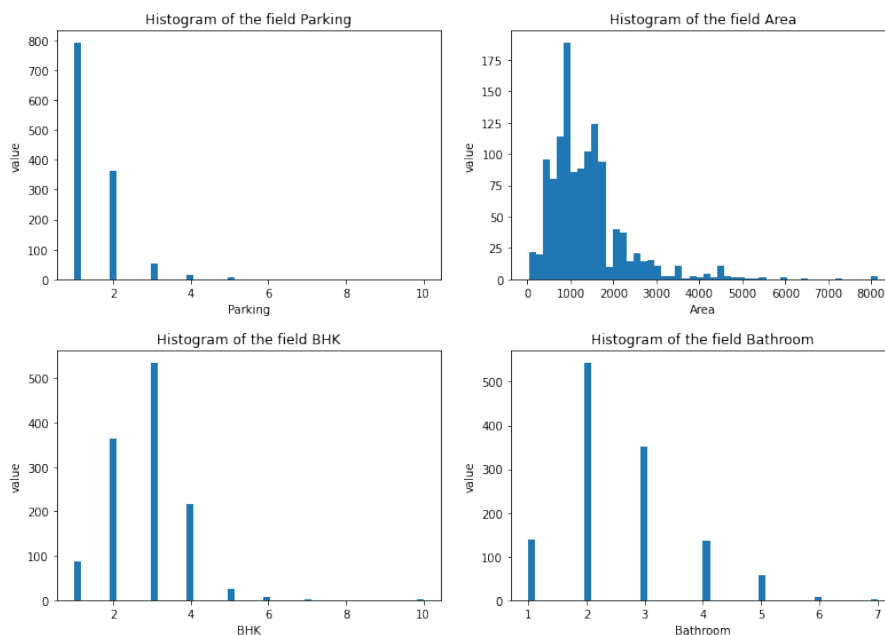 Histogram of the field Parking
800
700
600
500
400
300
200
100
0
value
2 4 6 8 10
Parking
Histogram of the field Area
175
150
125
100
75
50
25
0
value
0 1000 2000 3000 4000 5000 6000 7000 8000
Area
Histogram of the field BHK
500
400
300
200
100
0
value
2 4 6 8 10
BHK
Histogram of the field Bathroom
500
400
300
200
100
0
value
1 2 3 4 5 6 7
Bathroom